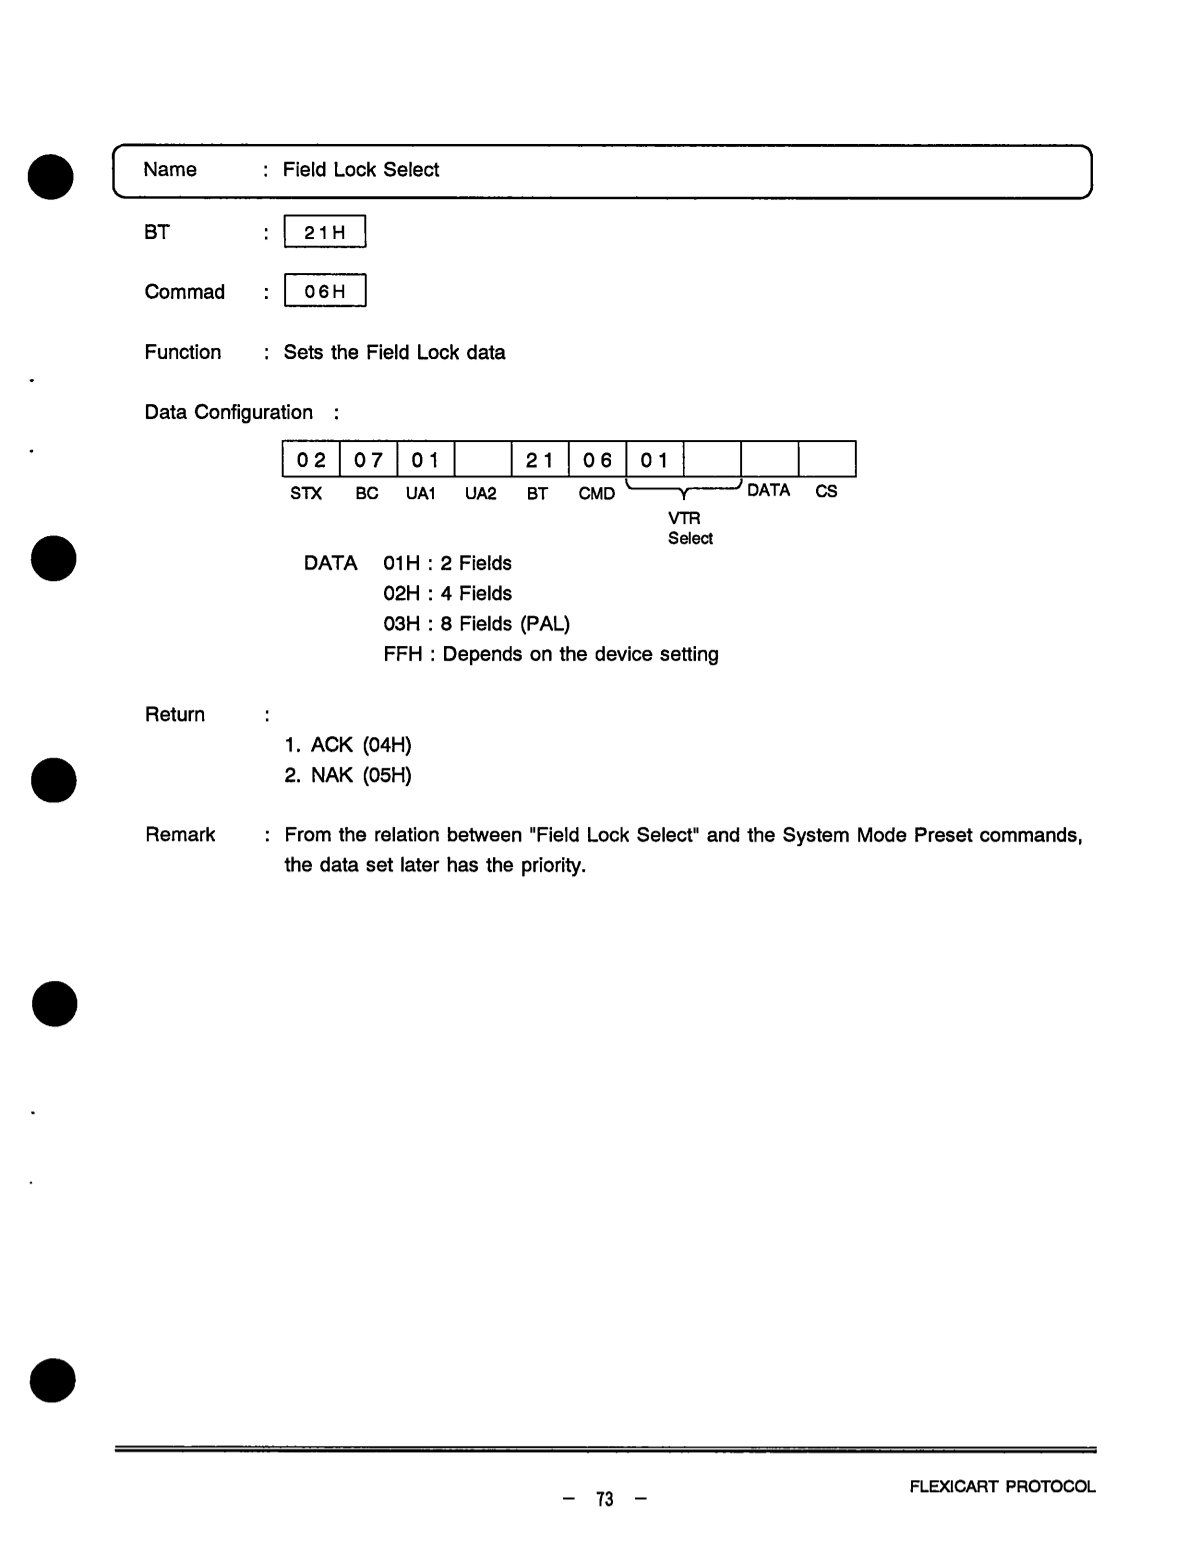 Name : Field Lock Select
BT : 21H
Commad : 06H
Function : Sets the Field Lock data
Data Configuration :
02 07 01 21 06 01
STX BC UA1 UA2 BT CMD DATA CS
VTR
Select
DATA 01H : 2 Fields
02H : 4 Fields
03H : 8 Fields (PAL)
FFH : Depends on the device setting
Return :
1. ACK (04H)
2. NAK (05H)
Remark : From the relation between "Field Lock Select" and the System Mode Preset commands,
the data set later has the priority.
FLEXICART PROTOCOL
– 73 –